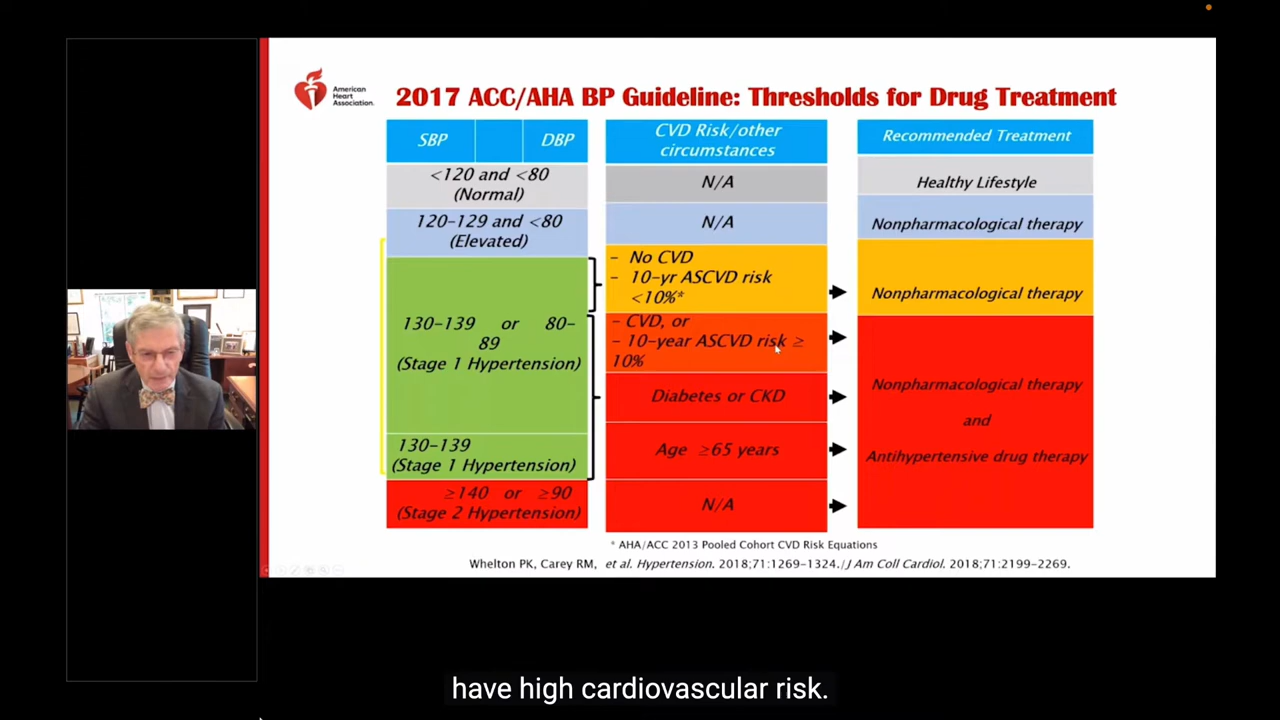 American
Heart
Association.
2017 ACC/AHA BP Guideline: Thresholds for Drug Treatment
SBP DBP
CVD Risk/other
circumstances
Recommended Treatment
<120 and <80
(Normal)
N/A
Healthy Lifestyle
120-129 and <80
(Elevated)
N/A
Nonpharmacological therapy
130-139 or 80-
89
(Stage 1 Hypertension)
- No CVD
- 10-yr ASCVD risk
<10%*
Nonpharmacological therapy
- CVD, or
- 10-year ASCVD risk ≥
10%
Diabetes or CKD
130-139
(Stage 1 Hypertension)
Age ≥65 years
Nonpharmacological therapy
and
Antihypertensive drug therapy
≥140 or ≥90
(Stage 2 Hypertension)
N/A
* AHA/ACC 2013 Pooled Cohort CVD Risk Equations
Whelton PK, Carey RM, et al. Hypertension. 2018;71:1269-1324./J Am Coll Cardiol. 2018;71:2199-2269.
have high cardiovascular risk.